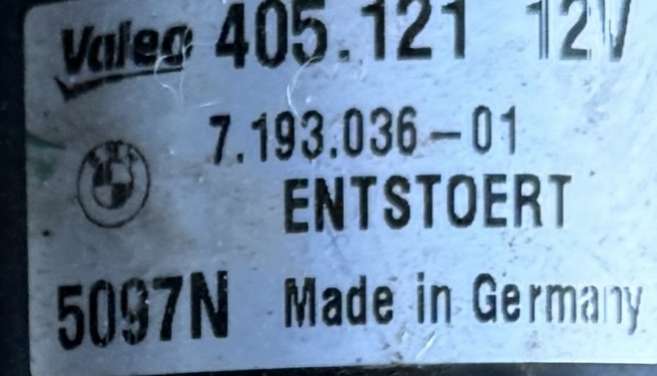 Valeo 405.121 12V
7.193.036-01
ENTSTOERT
5097N Made in Germany